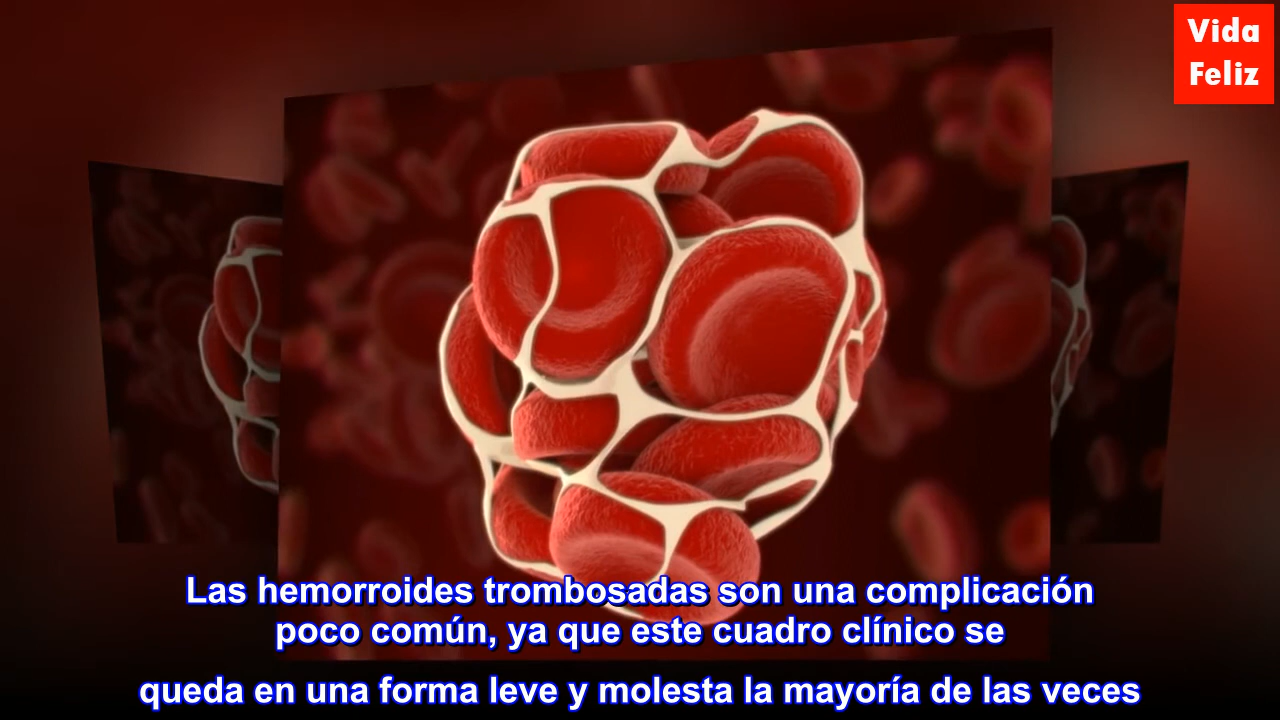 Vida
Feliz
Las hemorroides trombosadas son una complicación
poco común, ya que este cuadro clínico se
queda en una forma leve y molesta la mayoría de las veces